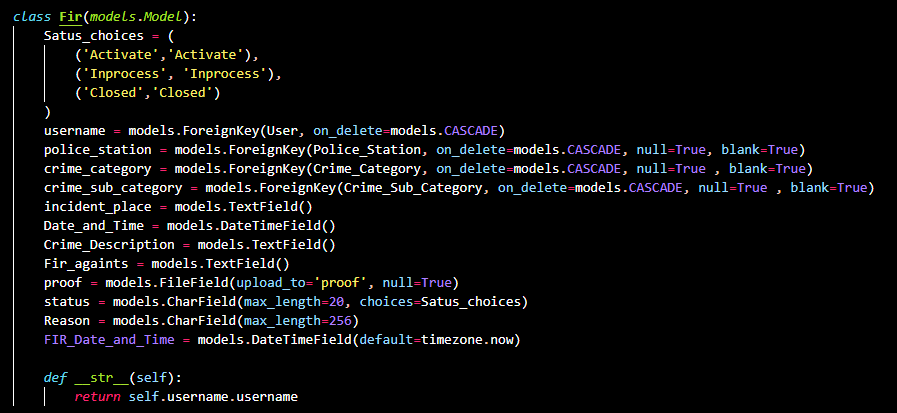 class Fir(models.Model):
    Satus_choices = (
        ('Activate','Activate'),
        ('Inprocess', 'Inprocess'),
        ('Closed','Closed')
    )
    username = models.ForeignKey(User, on_delete=models.CASCADE)
    police_station = models.ForeignKey(Police_Station, on_delete=models.CASCADE, null=True, blank=True)
    crime_category = models.ForeignKey(Crime_Category, on_delete=models.CASCADE, null=True , blank=True)
    crime_sub_category = models.ForeignKey(Crime_Sub_Category, on_delete=models.CASCADE, null=True , blank=True)
    incident_place = models.TextField()
    Date_and_Time = models.DateTimeField()
    Crime_Description = models.TextField()
    Fir_againts = models.TextField()
    proof = models.FileField(upload_to='proof', null=True)
    status = models.CharField(max_length=20, choices=Satus_choices)
    Reason = models.CharField(max_length=256)
    FIR_Date_and_Time = models.DateTimeField(default=timezone.now)
    def __str__(self):
        return self.username.username